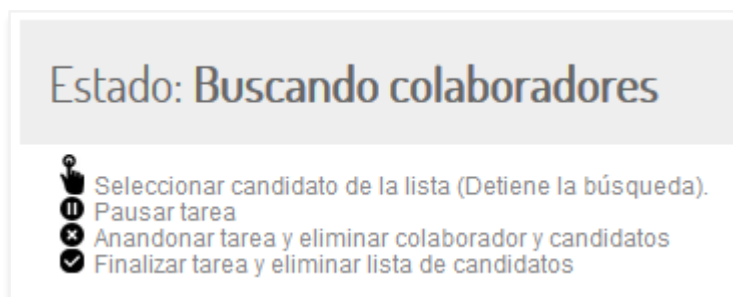 Estado: Buscando colaboradores
Seleccionar candidato de la lista (Detiene la búsqueda).
Pausar tarea
Anandonar tarea y eliminar colaborador y candidatos
Finalizar tarea y eliminar lista de candidatos